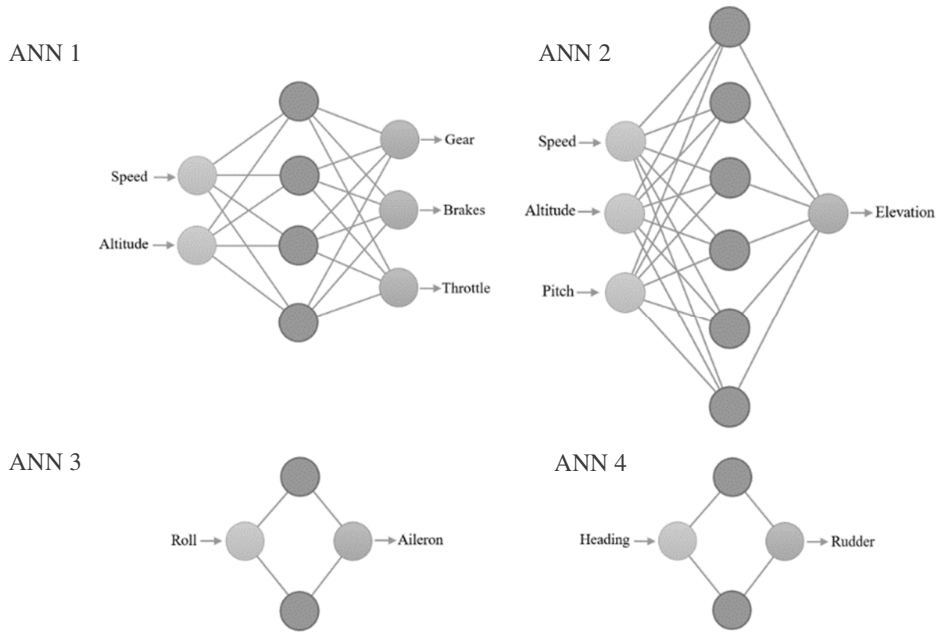 ANN 1
Speed
Altitude
Gear
Brakes
Throttle
ANN 2
Speed
Altitude
Pitch
Elevation
ANN 3
Roll
Aileron
ANN 4
Heading
Rudder